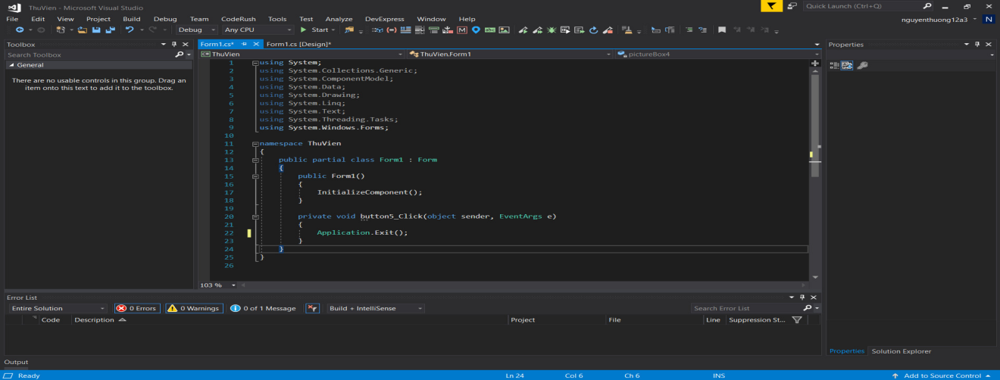 ThuVien - Microsoft Visual Studio
Quick Launch (Ctrl+Q)
File Edit View Project Build Debug Team CodeRush Tools Test Analyze DevExpress Window Help
nguyenthuong12a3 N
Debug Any CPU Start
Toolbox
Search Toolbox
General
There are no usable controls in this group. Drag an
item onto this text to add it to the toolbox.
Form1.cs* Form1.cs [Design]*
ThuVien ThuVien.Form1 pictureBox4
1 using System;
2 using System.Collections.Generic;
3 using System.ComponentModel;
4 using System.Data;
5 using System.Drawing;
6 using System.Linq;
7 using System.Text;
8 using System.Threading.Tasks;
9 using System.Windows.Forms;
10
11 namespace ThuVien
12 {
13 public partial class Form1 : Form
14 {
15 public Form1()
16 {
17 InitializeComponent();
18 }
19
20 private void button5_Click(object sender, EventArgs e)
21 {
22 Application.Exit();
23 }
24 }
25 }
26
103 %
Properties
Error List
Entire Solution 0 Errors 0 Warnings 0 of 1 Message Build + IntelliSense Search Error List
Code Description Project File Line Suppression St...
Properties Solution Explorer
Output
Ready Ln 24 Col 6 Ch 6 INS Add to Source Control